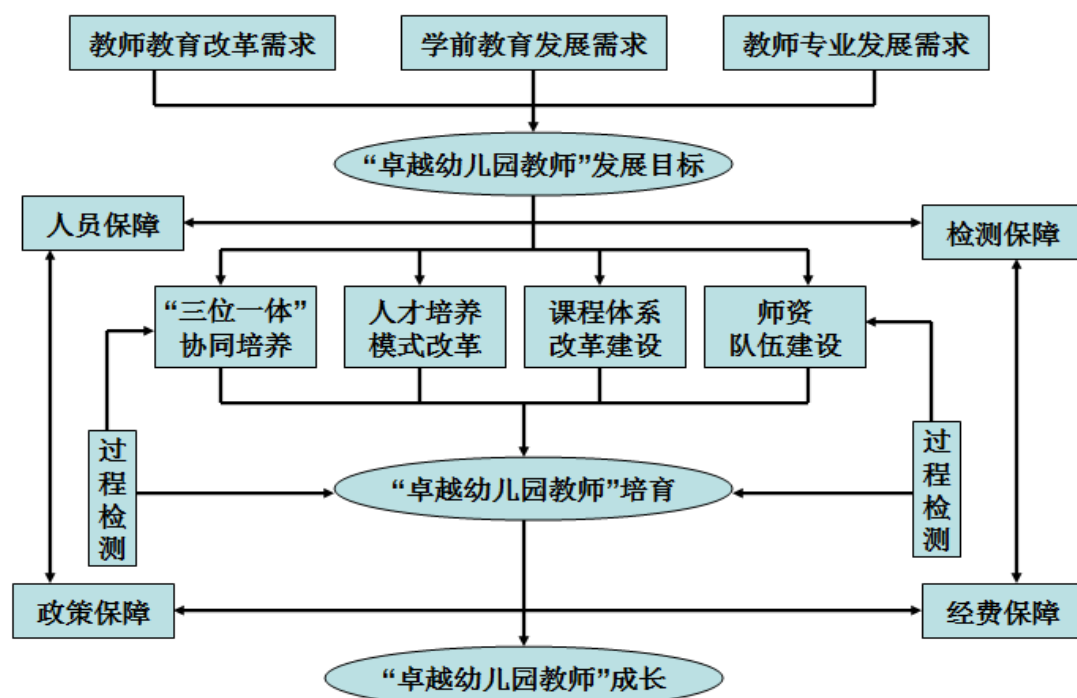 教师教育改革需求
学前教育发展需求
教师专业发展需求
“卓越幼儿园教师”发展目标
人员保障
检测保障
“三位一体”
协同培养
人才培养
模式改革
课程体系
改革建设
师资
队伍建设
过
程
检
测
“卓越幼儿园教师”培育
过
程
检
测
政策保障
经费保障
“卓越幼儿园教师”成长